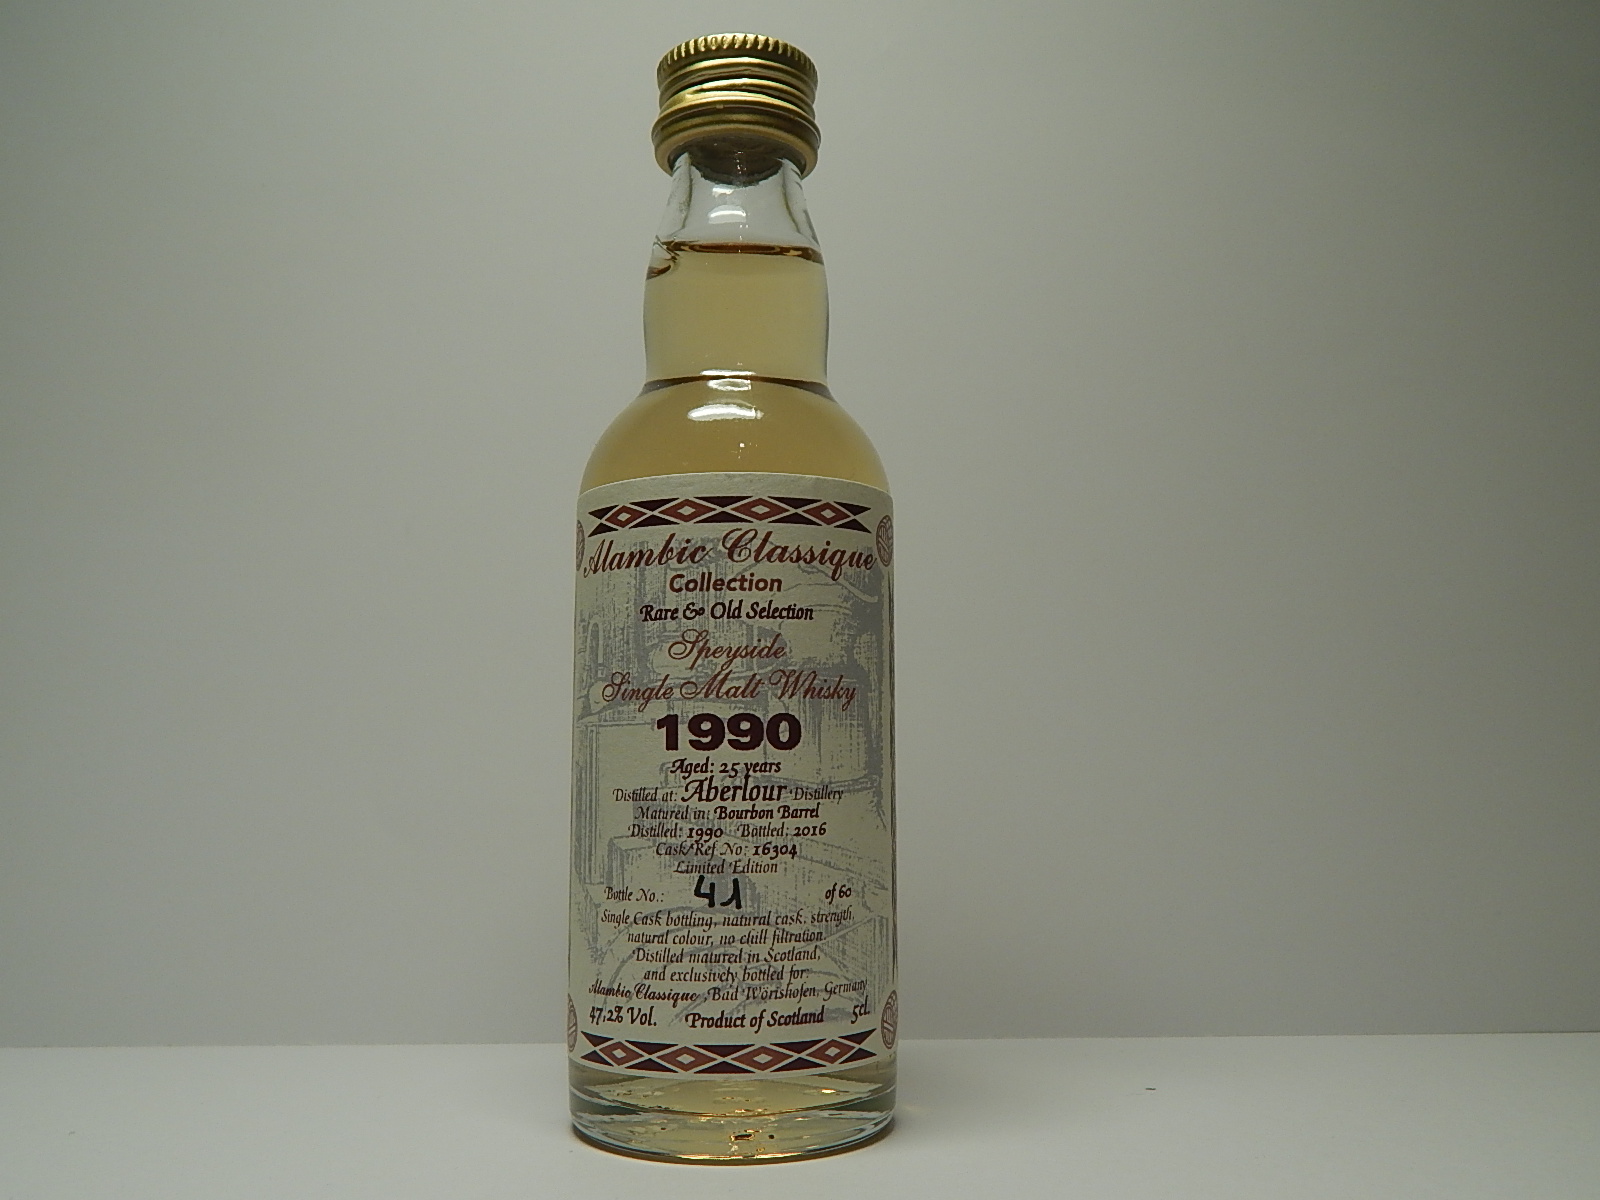 Alambic Classique
Collection
Rare & Old Selection
Speyside
Single Malt Whisky
1990
Aged: 25 years
Distilled at: Aberlour Distillery
Matured in: Bourbon Barrel
Distilled: 1990 Bottled: 2016
Cask/Ref No: 16304
Limited Edition
Bottle No.: 41 of 60
Single Cask bottling, natural cask. strength,
natural colour, no chill filtration.
Distilled matured in Scotland,
and exclusively bottled for:
Alambic Classique, Bad Wörishofen, Germany
47,2% Vol. Product of Scotland 5cl.